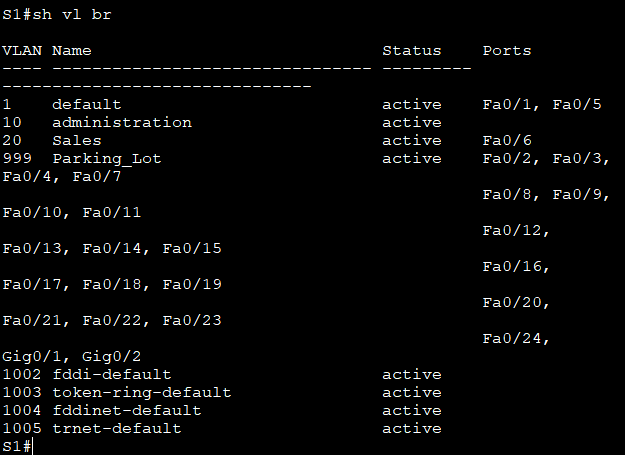 S1#sh vl br
VLAN Name Status Ports
---- -------------------------------- ---------
-------------------------------
1 default active Fa0/1, Fa0/5
10 administration active
20 Sales active Fa0/6
999 Parking_Lot active Fa0/2, Fa0/3,
Fa0/4, Fa0/7
Fa0/8, Fa0/9,
Fa0/10, Fa0/11
Fa0/12,
Fa0/13, Fa0/14, Fa0/15
Fa0/16,
Fa0/17, Fa0/18, Fa0/19
Fa0/20,
Fa0/21, Fa0/22, Fa0/23
Fa0/24,
Gig0/1, Gig0/2
1002 fddi-default active
1003 token-ring-default active
1004 fddinet-default active
1005 trnet-default active
S1#